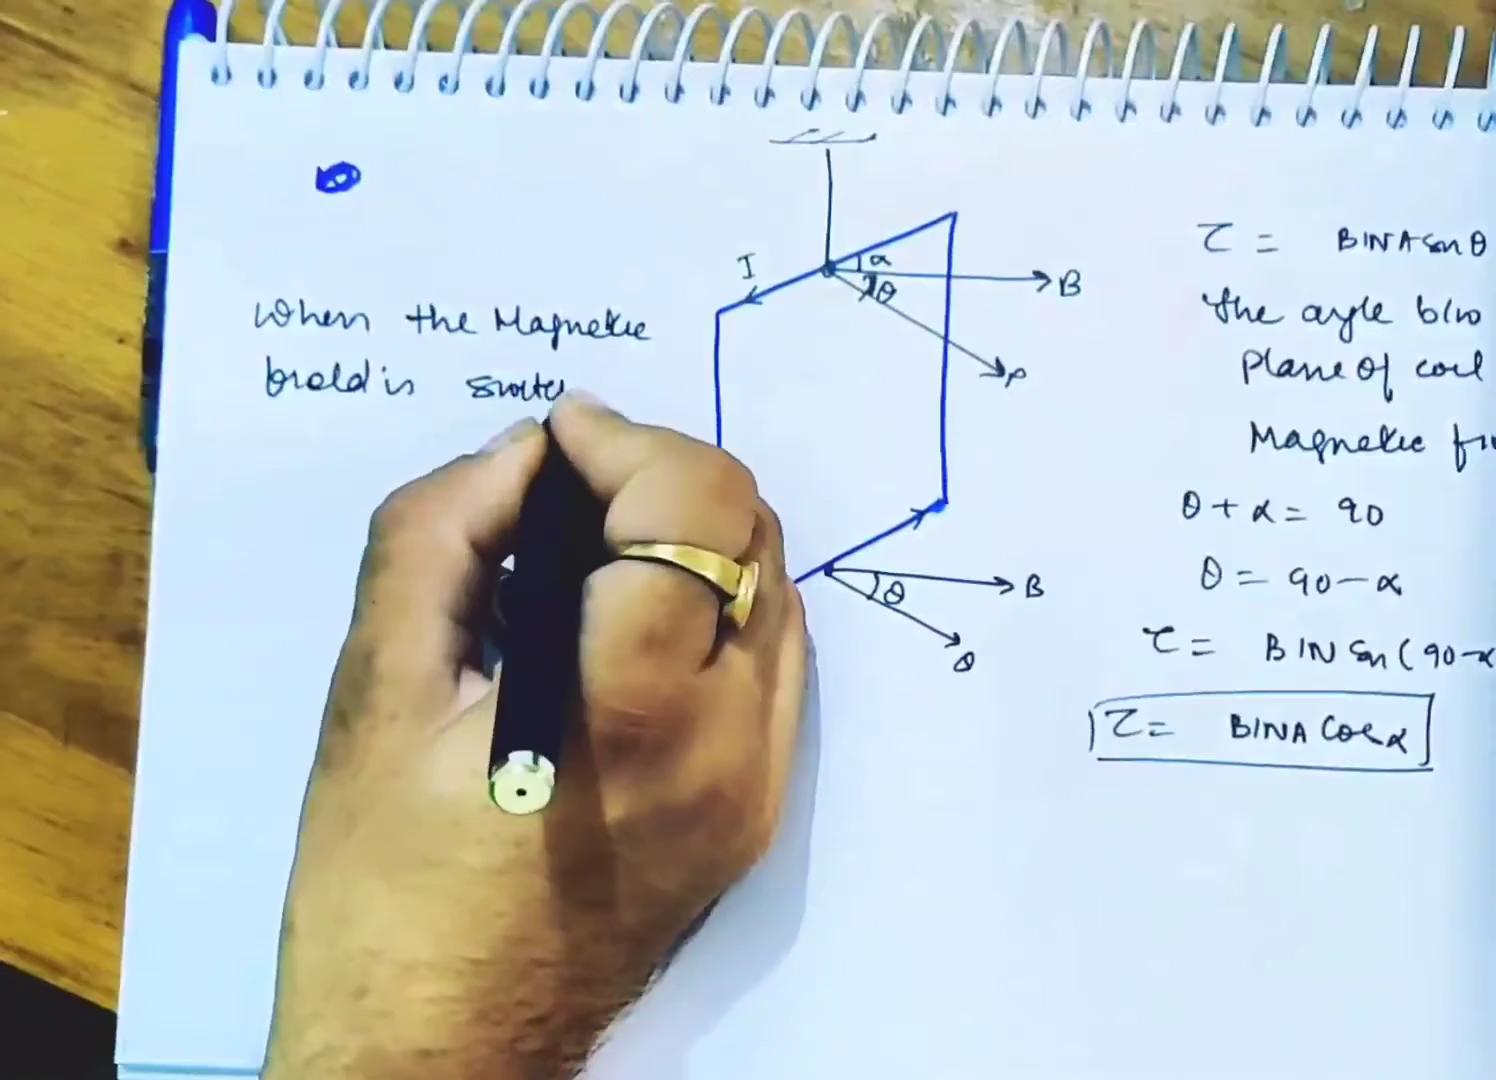 When the Magnetic
field is
I
α
θ
B
P
B
θ
τ = BINA Sin θ
The angle b/w
Plane of coil
Magnetic
θ + α = 90
θ = 90 - α
τ = BIN Sin (90-α
τ = BINA Cos α